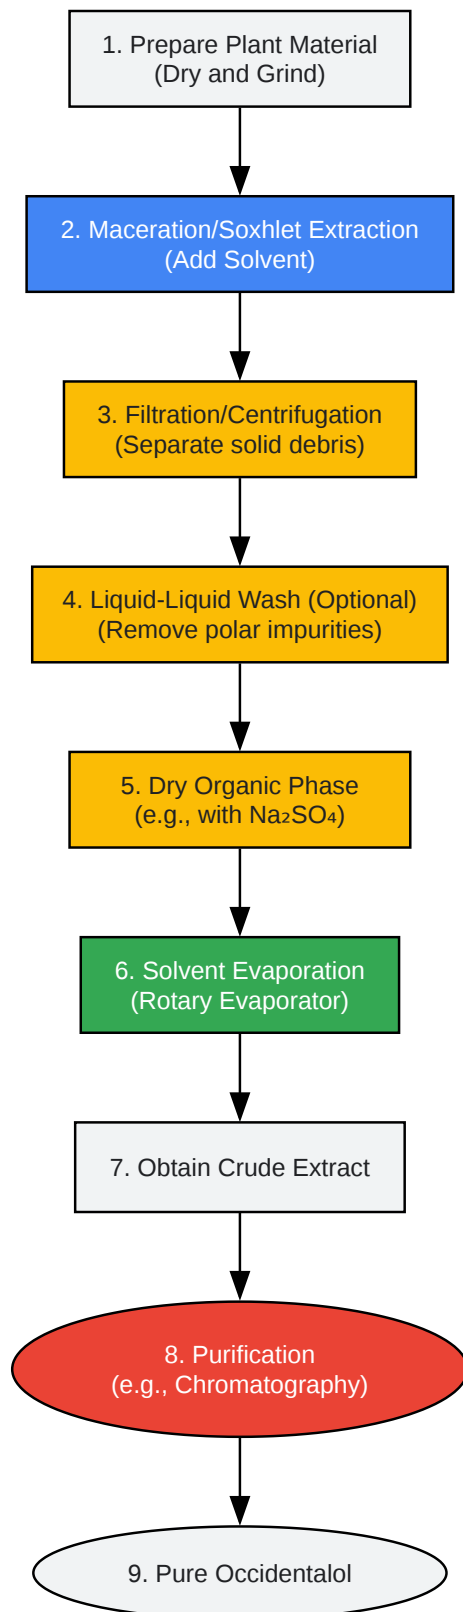 1. Prepare Plant Material
(Dry and Grind)
2. Maceration/Soxhlet Extraction
(Add Solvent)
3. Filtration/Centrifugation
(Separate solid debris)
4. Liquid-Liquid Wash (Optional)
(Remove polar impurities)
5. Dry Organic Phase
(e.g., with Na₂SO₄)
6. Solvent Evaporation
(Rotary Evaporator)
7. Obtain Crude Extract
8. Purification
(e.g., Chromatography)
9. Pure Occidentalol